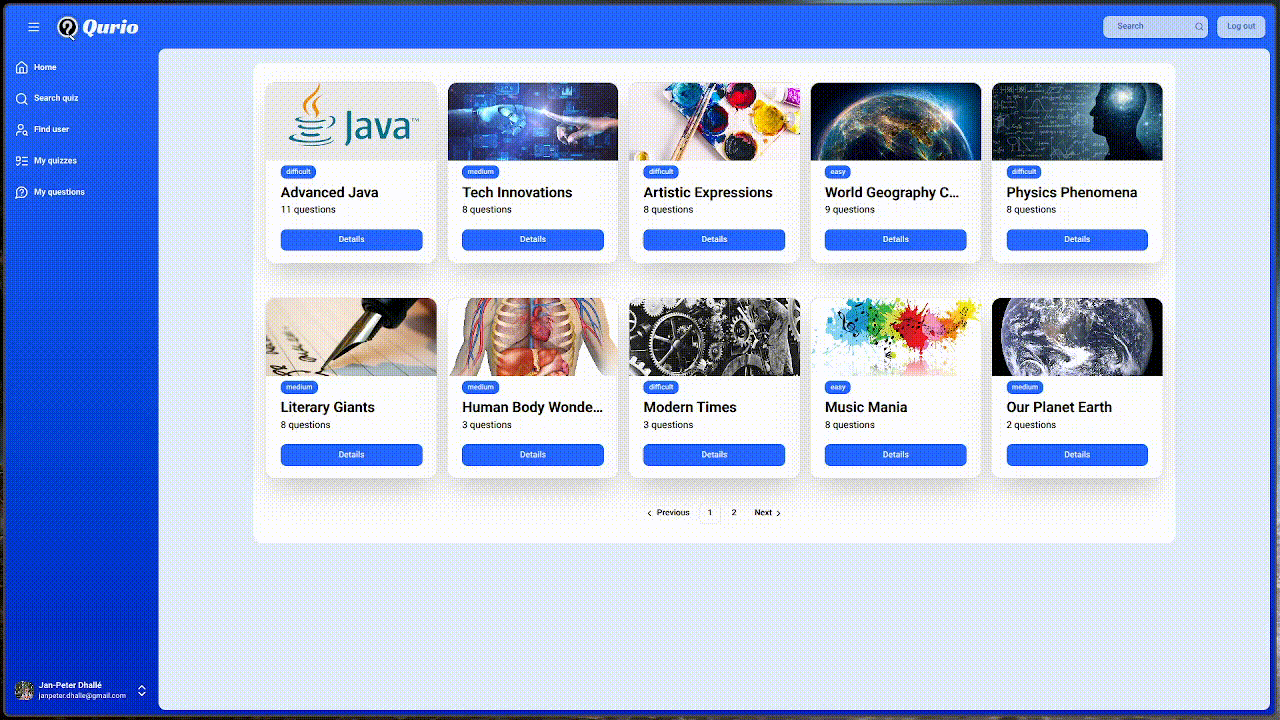 Qurio
Search
Log out
Home
Search quiz
Find user
My quizzes
My questions
Java™
difficult
Advanced Java
11 questions
Details
medium
Tech Innovations
8 questions
Details
difficult
Artistic Expressions
8 questions
Details
easy
World Geography C...
9 questions
Details
difficult
Physics Phenomena
8 questions
Details
medium
Literary Giants
8 questions
Details
medium
Human Body Wonde...
3 questions
Details
difficult
Modern Times
3 questions
Details
easy
Music Mania
8 questions
Details
medium
Our Planet Earth
2 questions
Details
Previous 1 2 Next
Jan-Peter Dhallé
janpeter.dhalle@gmail.com